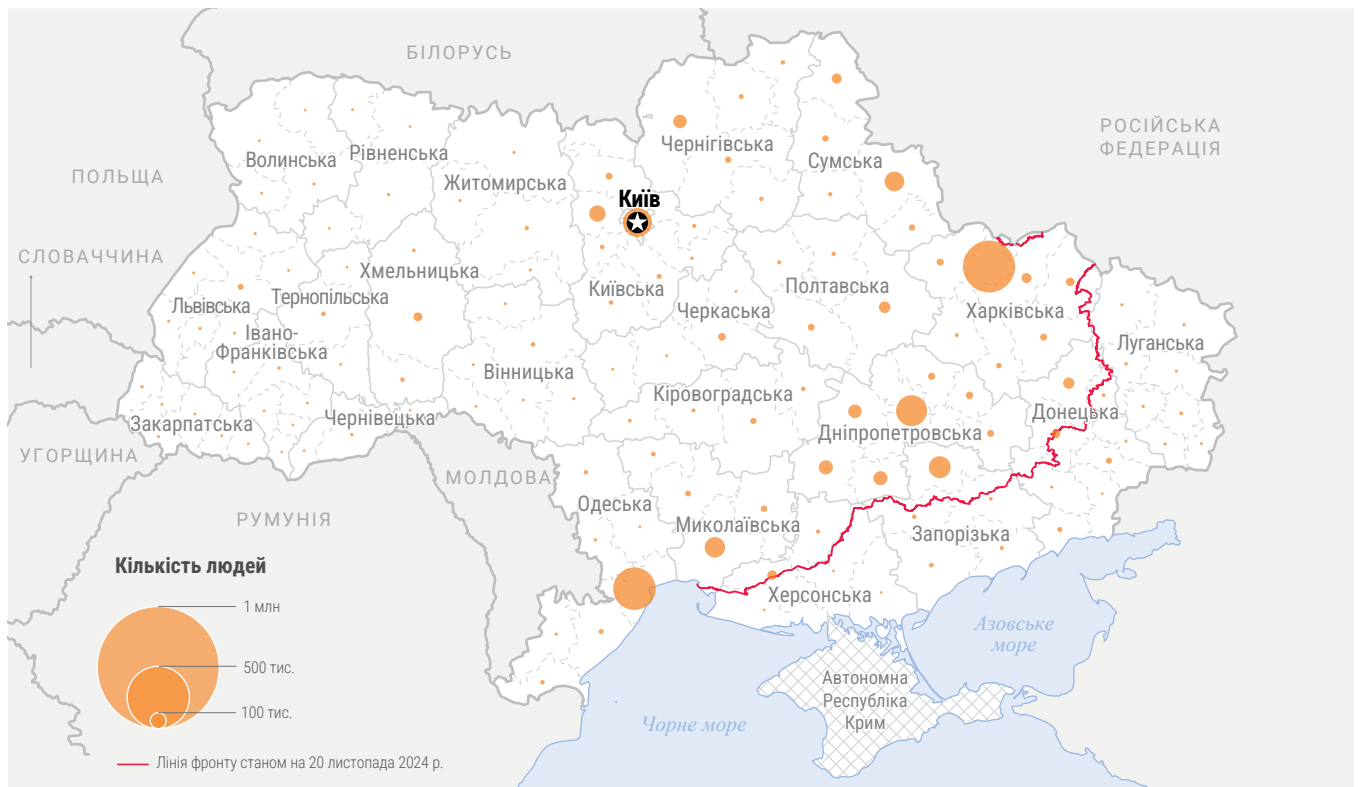 БІЛОРУСЬ
РОСІЙСЬКА
ФЕДЕРАЦІЯ
ПОЛЬЩА
СЛОВАЧЧИНА
УГОРЩИНА
РУМУНІЯ
МОЛДОВА
Волинська
Рівненська
Житомирська
Чернігівська
Сумська
Київ
Київська
Хмельницька
Тернопільська
Львівська
Івано-
Франківська
Закарпатська
Чернівецька
Вінницька
Черкаська
Полтавська
Харківська
Луганська
Кіровоградська
Дніпропетровська
Донецька
Одеська
Миколаївська
Запорізька
Херсонська
Автономна
Республіка
Крим
Азовське
море
Чорне море
Кількість людей
1 млн
500 тис.
100 тис.
Лінія фронту станом на 20 листопада 2024 р.